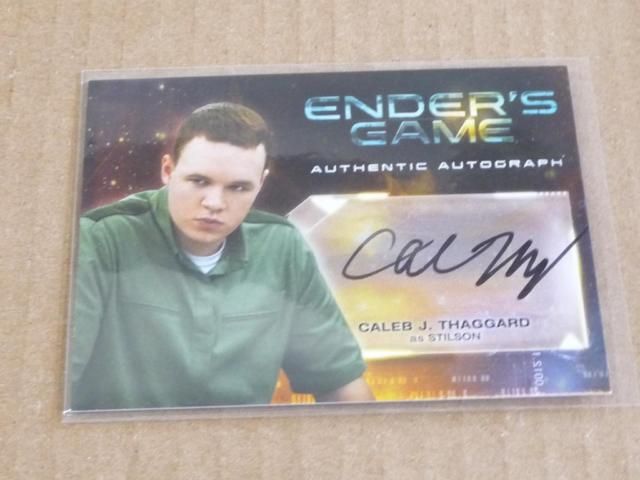 ENDER'S
GAME
AUTHENTIC AUTOGRAPH
CALEB J. THAGGARD
as STILSON